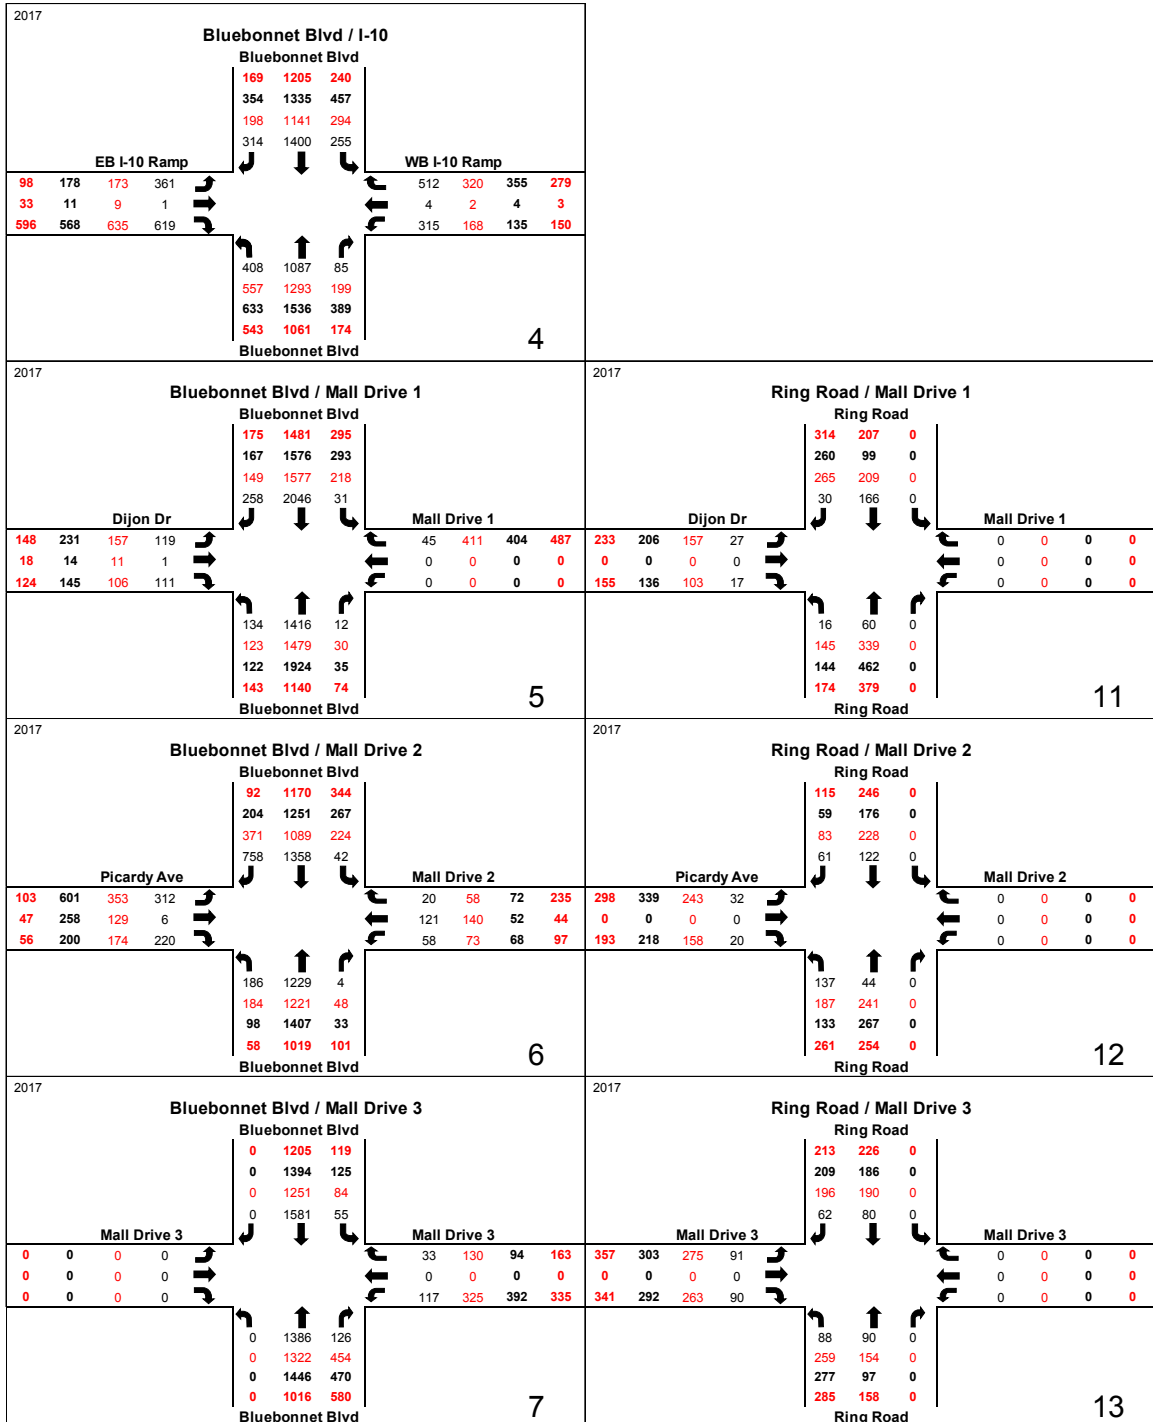 2017
Bluebonnet Blvd / I-10
Bluebonnet Blvd
169 1205 240
354 1335 457
198 1141 294
314 1400 255
EB I-10 Ramp WB I-10 Ramp
98 178 173 361 512 320 355 279
33 11 9 1 4 2 4 3
596 568 635 619 315 168 135 150
408 1087 85
557 1293 199
633 1536 389
543 1061 174
4
Bluebonnet Blvd
2017
Bluebonnet Blvd / Mall Drive 1
Bluebonnet Blvd
175 1481 295
167 1576 293
149 1577 218
258 2046 31
Dijon Dr Mall Drive 1
148 231 157 119 45 411 404 487
18 14 11 1 0 0 0 0
124 145 106 111 0 0 0 0
134 1416 12
123 1479 30
122 1924 35
143 1140 74
5
Bluebonnet Blvd
2017
Ring Road / Mall Drive 1
Ring Road
314 207 0
260 99 0
265 209 0
30 166 0
Dijon Dr Mall Drive 1
233 206 157 27 0 0 0 0
0 0 0 0 0 0 0 0
155 136 103 17 0 0 0 0
16 60 0
145 339 0
144 462 0
174 379 0
11
Ring Road
2017
Bluebonnet Blvd / Mall Drive 2
Bluebonnet Blvd
92 1170 344
204 1251 267
371 1089 224
758 1358 42
Picardy Ave Mall Drive 2
103 601 353 312 20 58 72 235
47 258 129 6 121 140 52 44
56 200 174 220 58 73 68 97
186 1229 4
184 1221 48
98 1407 33
58 1019 101
6
Bluebonnet Blvd
2017
Ring Road / Mall Drive 2
Ring Road
115 246 0
59 176 0
83 228 0
61 122 0
Picardy Ave Mall Drive 2
298 339 243 32 0 0 0 0
0 0 0 0 0 0 0 0
193 218 158 20 0 0 0 0
137 44 0
187 241 0
133 267 0
261 254 0
12
Ring Road
2017
Bluebonnet Blvd / Mall Drive 3
Bluebonnet Blvd
0 1205 119
0 1394 125
0 1251 84
0 1581 55
Mall Drive 3 Mall Drive 3
0 0 0 0 33 130 94 163
0 0 0 0 0 0 0 0
0 0 0 0 117 325 392 335
0 1386 126
0 1322 454
0 1446 470
0 1016 580
7
Bluebonnet Blvd
2017
Ring Road / Mall Drive 3
Ring Road
213 226 0
209 186 0
196 190 0
62 80 0
Mall Drive 3 Mall Drive 3
357 303 275 91 0 0 0 0
0 0 0 0 0 0 0 0
341 292 263 90 0 0 0 0
88 90 0
259 154 0
277 97 0
285 158 0
13
Ring Road